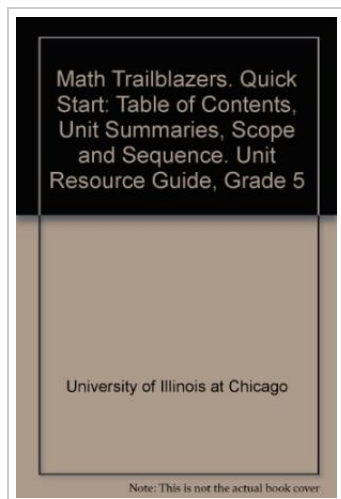 Math Trailblazers. Quick
Start: Table of Contents,
Unit Summaries, Scope
and Sequence. Unit
Resource Guide, Grade 5
University of Illinois at Chicago
Note: This is not the actual book cover